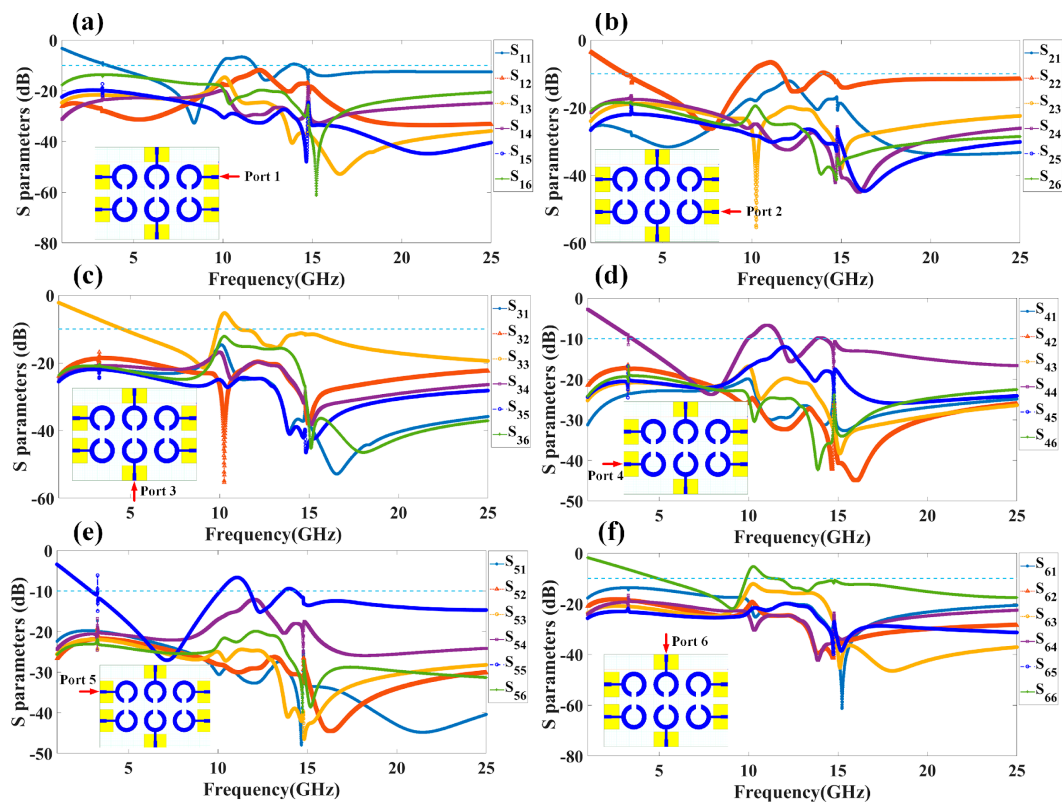 (a)
S parameters (dB)
0
-20
-40
-60
-80
5 10 15 20 25
Frequency(GHz)
Port 1
S11
S12
S13
S14
S15
S16
(b)
S parameters (dB)
0
-20
-40
-60
5 10 15 20 25
Frequency(GHz)
Port 2
S21
S22
S23
S24
S25
S26
(c)
S parameters (dB)
0
-20
-40
-60
5 10 15 20 25
Frequency(GHz)
Port 3
S31
S32
S33
S34
S35
S36
(d)
S parameters (dB)
0
-10
-20
-30
-40
-50
5 10 15 20 25
Frequency(GHz)
Port 4
S41
S42
S43
S44
S45
S46
(e)
S parameters (dB)
0
-10
-20
-30
-40
-50
5 10 15 20 25
Frequency(GHz)
Port 5
S51
S52
S53
S54
S55
S56
(f)
S parameters (dB)
0
-20
-40
-60
-80
5 10 15 20 25
Frequency(GHz)
Port 6
S61
S62
S63
S64
S65
S66